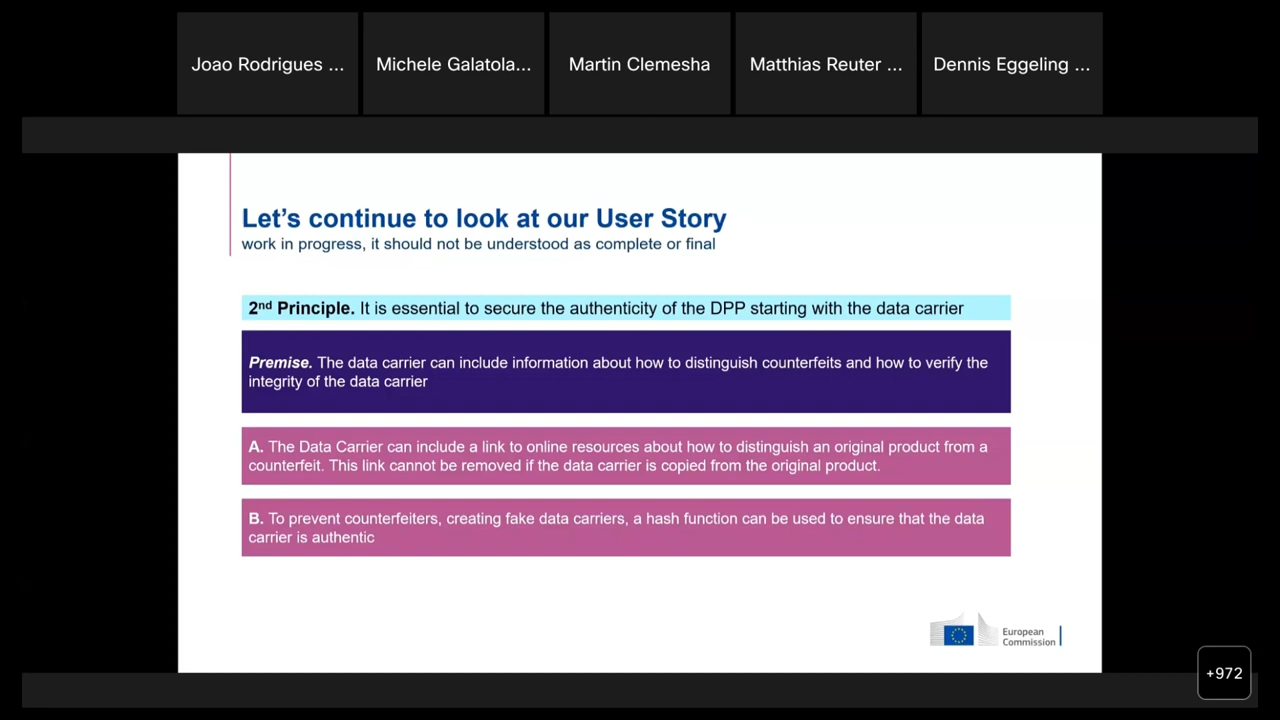 Joao Rodrigues ...
Michele Galatola...
Martin Clemesha
Matthias Reuter ...
Dennis Eggeling ...
Let's continue to look at our User Story
work in progress, it should not be understood as complete or final
2nd Principle. It is essential to secure the authenticity of the DPP starting with the data carrier
Premise. The data carrier can include information about how to distinguish counterfeits and how to verify the
integrity of the data carrier
A. The Data Carrier can include a link to online resources about how to distinguish an original product from a
counterfeit. This link cannot be removed if the data carrier is copied from the original product.
B. To prevent counterfeiters, creating fake data carriers, a hash function can be used to ensure that the data
carrier is authentic
European
Commission
+972